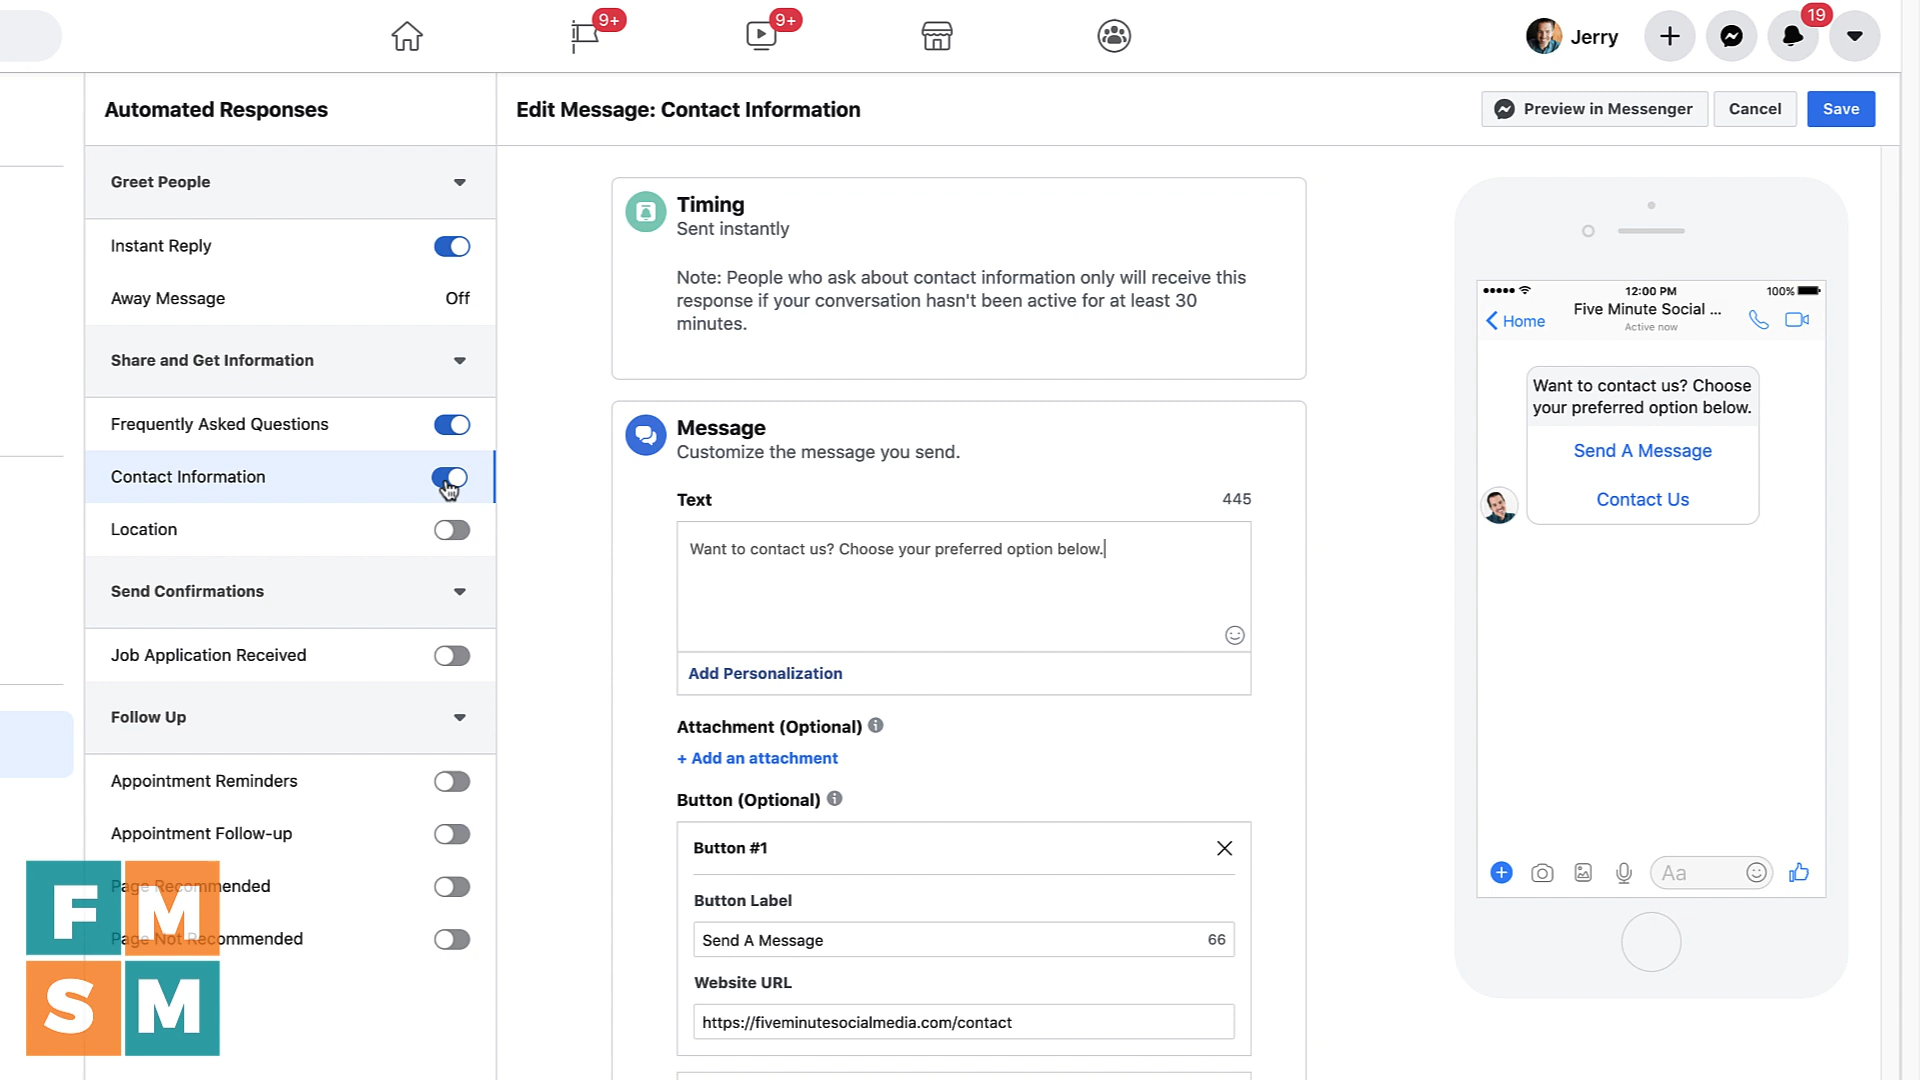 9+
9+
Jerry
19
Automated Responses
Edit Message: Contact Information
Preview in Messenger
Cancel
Save
Greet People
Instant Reply
Away Message
Off
Share and Get Information
Frequently Asked Questions
Contact Information
Location
Send Confirmations
Job Application Received
Follow Up
Appointment Reminders
Appointment Follow-up
Page Recommended
Page Not Recommended
F M
S M
Timing
Sent instantly
Note: People who ask about contact information only will receive this
response if your conversation hasn't been active for at least 30
minutes.
Message
Customize the message you send.
Text
445
Want to contact us? Choose your preferred option below.
Add Personalization
Attachment (Optional)
+ Add an attachment
Button (Optional)
Button #1
Button Label
Send A Message
66
Website URL
https://fiveminutesocialmedia.com/contact
12:00 PM
100%
Home
Five Minute Social ...
Active now
Want to contact us? Choose
your preferred option below.
Send A Message
Contact Us
Aa